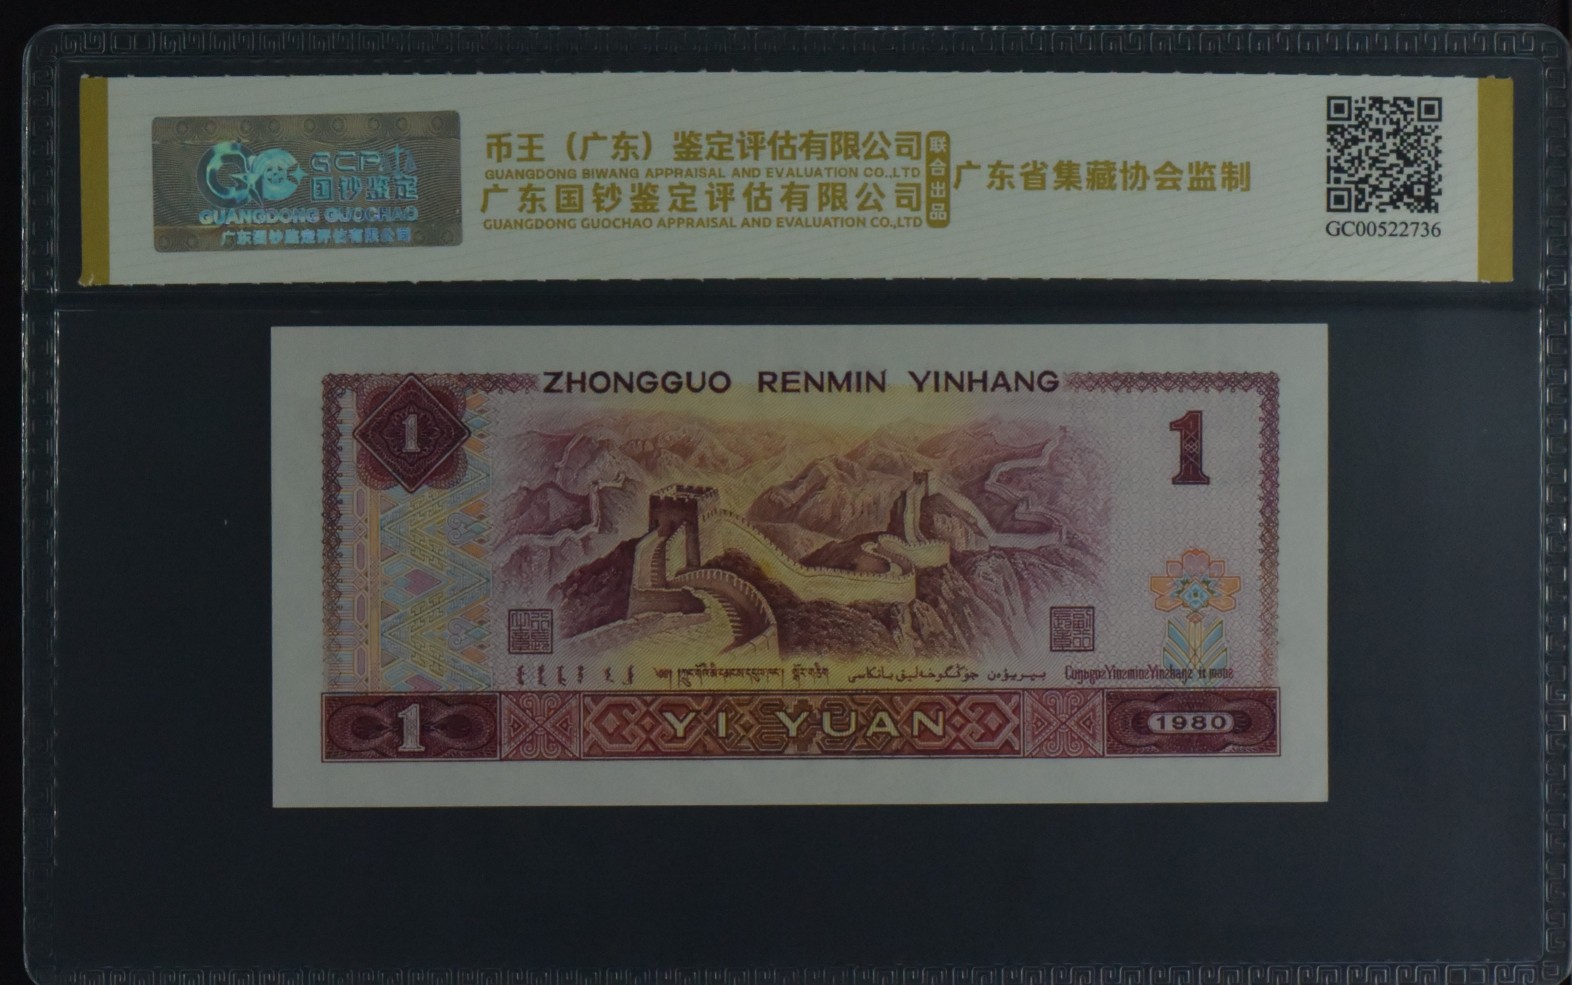 GCP
国钞鉴定
GUANGDONG GUOCHAO
广东国钞鉴定评估有限公司
币王（广东）鉴定评估有限公司
GUANGDONG BIWANG APPRAISAL AND EVALUATION CO.,LTD
广东国钞鉴定评估有限公司
GUANGDONG GUOCHAO APPRAISAL AND EVALUATION CO.,LTD
联合出品
广东省集藏协会监制
GC00522736
ZHONGGUO RENMIN YINHANG
1
1
1
YI YUAN
1980